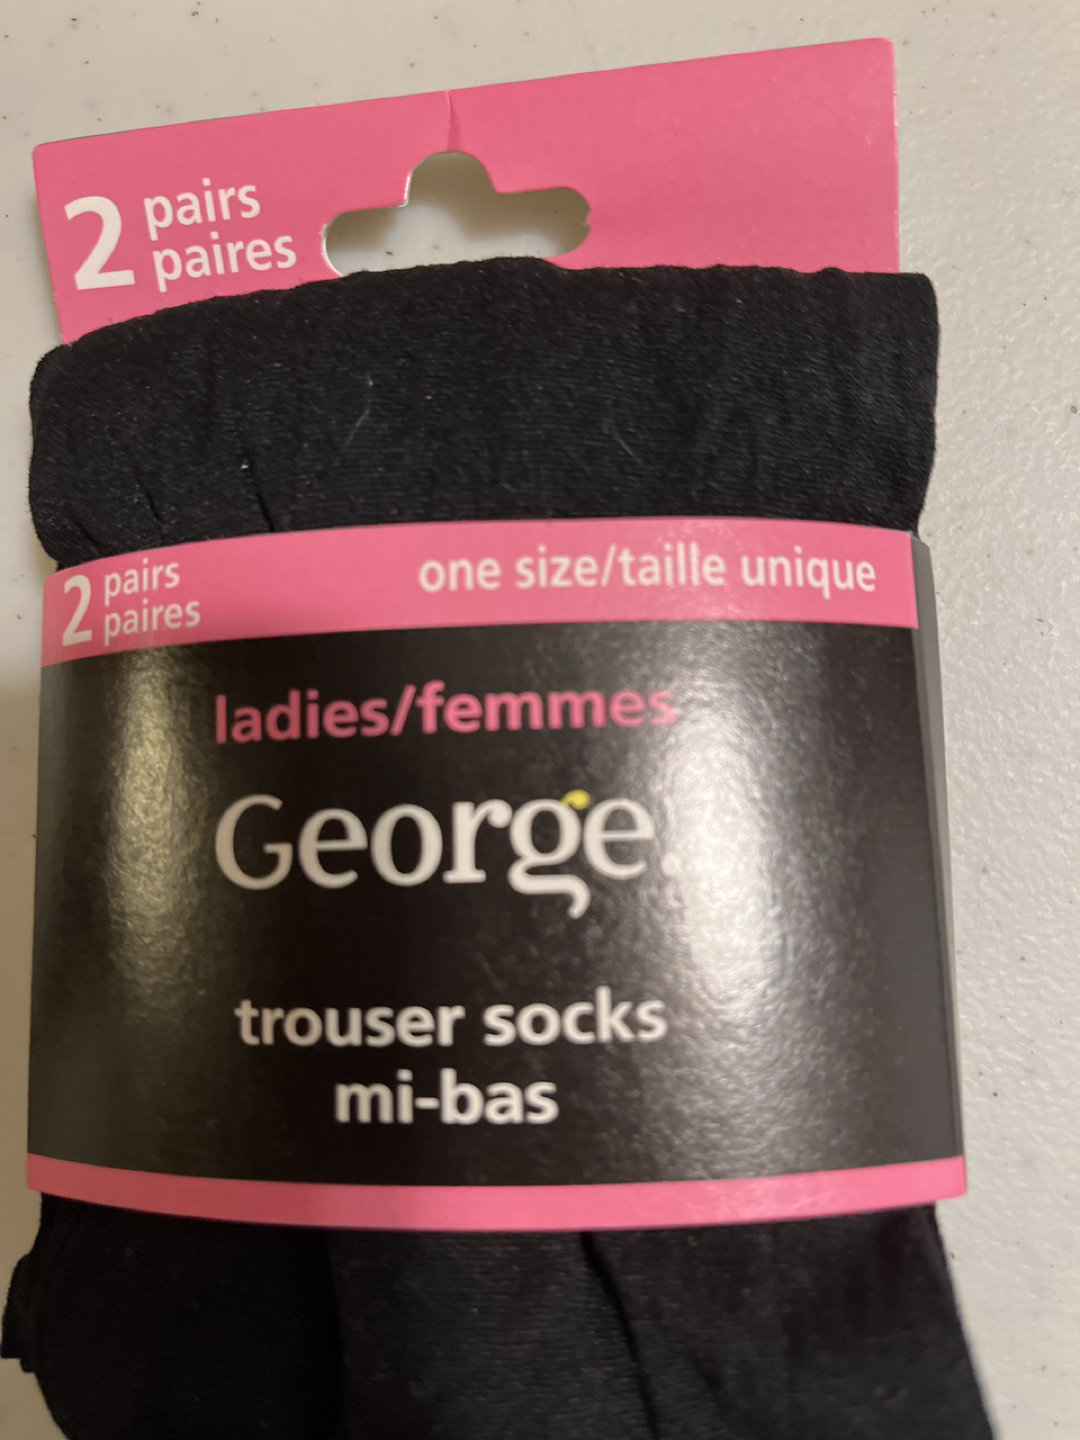 2 pairs
paires
2 pairs
paires
one size/taille unique
ladies/femmes
George.
trouser socks
mi-bas